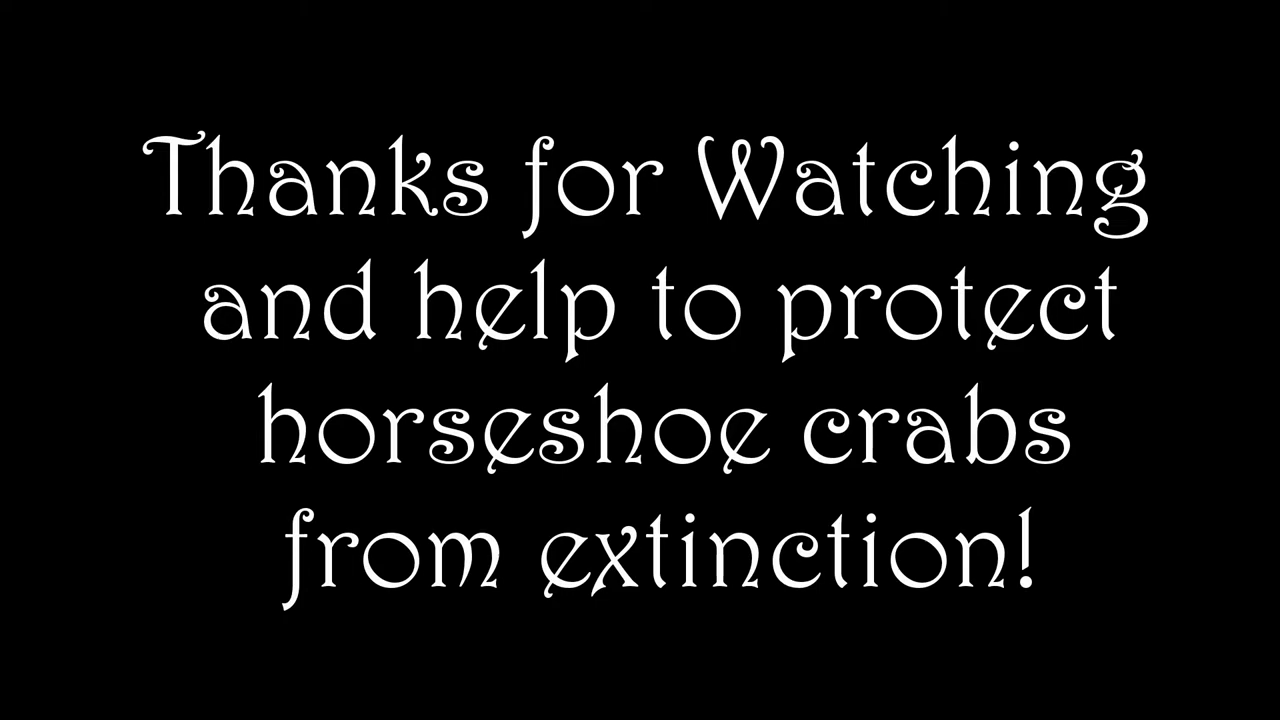 Thanks for Watching
and help to protect
horseshoe crabs
from extinction!